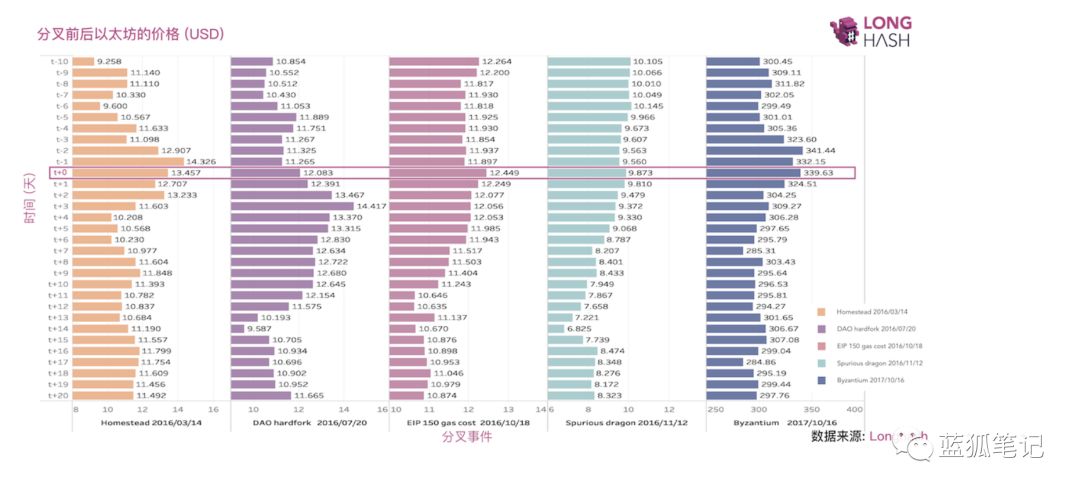 分叉前后以太坊的价格 (USD)
LONG
HASH
时间 (天)
t-10 9.258 10.854 12.264 10.105 300.45
t-9 11.140 10.552 12.200 10.066 309.11
t-8 11.110 10.512 11.817 10.010 311.82
t-7 10.330 10.430 11.930 10.049 302.05
t-6 9.600 11.053 11.818 10.145 299.49
t-5 10.567 11.889 11.925 9.966 301.01
t-4 11.633 11.751 11.930 9.673 305.36
t-3 11.098 11.267 11.854 9.607 323.60
t-2 12.907 11.325 11.937 9.563 341.44
t-1 14.326 11.265 11.897 9.560 332.15
t+0 13.457 12.083 12.449 9.873 339.63
t+1 12.707 12.391 12.249 9.810 324.51
t+2 13.233 13.467 12.077 9.479 304.25
t+3 11.603 14.417 12.056 9.372 309.27
t+4 10.208 13.370 12.053 9.330 306.28
t+5 10.568 13.315 11.985 9.068 297.65
t+6 10.230 12.830 11.943 8.787 295.79
t+7 10.977 12.634 11.517 8.207 285.31
t+8 11.604 12.722 11.503 8.401 303.43
t+9 11.848 12.680 11.404 8.433 295.64
t+10 11.393 12.645 11.243 7.949 296.53
t+11 10.782 12.154 10.646 7.867 295.81
t+12 10.837 11.575 10.635 7.658 294.27
t+13 10.684 10.193 11.137 7.221 301.65
t+14 11.190 9.587 10.670 6.825 306.67
t+15 11.557 10.705 10.876 7.739 307.08
t+16 11.799 10.934 10.898 8.474 299.04
t+17 11.754 10.696 10.953 8.348 284.86
t+18 11.609 10.902 11.046 8.276 295.19
t+19 11.456 10.952 10.979 8.172 299.44
t+20 11.492 11.665 10.874 8.323 297.76
Homestead 2016/03/14
DAO hardfork 2016/07/20
EIP 150 gas cost 2016/10/18
Spurious dragon 2016/11/12
Byzantium 2017/10/16
8 10 12 14 16 10 12 14 16 10 11 12 13 14 6 8 10 12 14 250 300 350 400
Homestead 2016/03/14 DAO hardfork 2016/07/20 EIP 150 gas cost 2016/10/18 Spurious dragon 2016/11/12 Byzantium 2017/10/16
分叉事件
数据来源:
蓝狐笔记